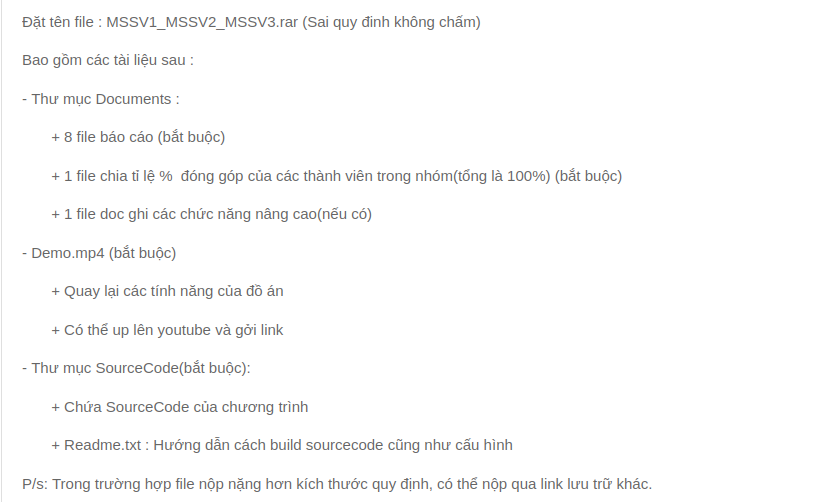 Đặt tên file : MSSV1_MSSV2_MSSV3.rar (Sai quy đinh không chấm)
Bao gồm các tài liệu sau :
- Thư mục Documents :
+ 8 file báo cáo (bắt buộc)
+ 1 file chia tỉ lệ %  đóng góp của các thành viên trong nhóm(tổng là 100%) (bắt buộc)
+ 1 file doc ghi các chức năng nâng cao(nếu có)
- Demo.mp4 (bắt buộc)
+ Quay lại các tính năng của đồ án
+ Có thể up lên youtube và gởi link
- Thư mục SourceCode(bắt buộc):
+ Chứa SourceCode của chương trình
+ Readme.txt : Hướng dẫn cách build sourcecode cũng như cấu hình
P/s: Trong trường hợp file nộp nặng hơn kích thước quy định, có thể nộp qua link lưu trữ khác.